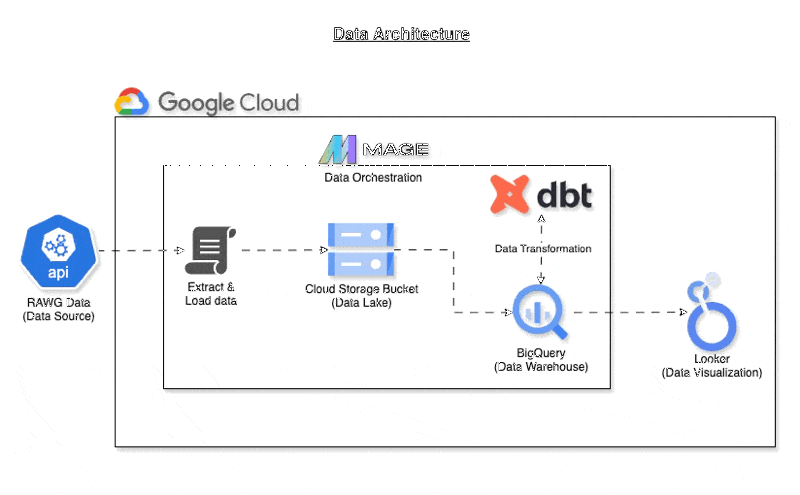 Data Architecture
Google Cloud
MAGE
Data Orchestration
dbt
Data Transformation
api
RAWG Data
(Data Source)
Extract &
Load data
Cloud Storage Bucket
(Data Lake)
BigQuery
(Data Warehouse)
Looker
(Data Visualization)